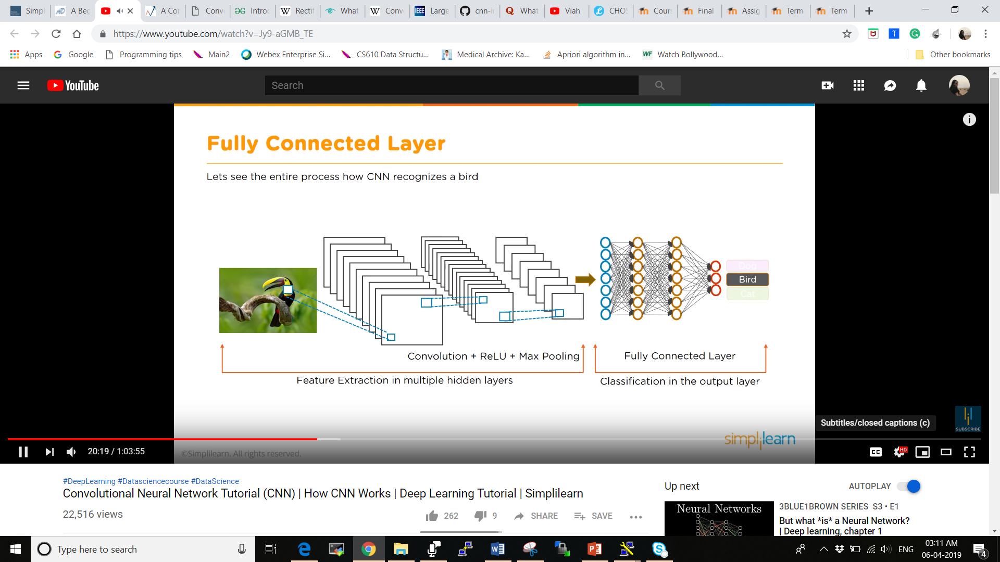 Simpl
A Beg
A Cor
Conv
Introc
Rectif
What
Conv
Large
cnn-i
What
Viah
CHO
Cours
Final
Assig
Term
Term
https://www.youtube.com/watch?v=Jy9-aGMB_TE
Apps
Google
Programming tips
Main2
Webex Enterprise Si...
CS610 Data Structu...
Medical Archive: Ka...
Apriori algorithm in...
WF Watch Bollywood...
Other bookmarks
YouTube
Search
Fully Connected Layer
Lets see the entire process how CNN recognizes a bird
Dog
Bird
Cat
Convolution + ReLU + Max Pooling
Fully Connected Layer
Feature Extraction in multiple hidden layers
Classification in the output layer
Subtitles/closed captions (c)
SUBSCRIBE
simplilearn
20:19 / 1:03:55
©Simplilearn. All rights reserved.
CC
HD
#DeepLearning #Datasciencecourse #DataScience
Convolutional Neural Network Tutorial (CNN) | How CNN Works | Deep Learning Tutorial | Simplilearn
22,516 views
262
9
SHARE
SAVE
Up next
AUTOPLAY
Neural Networks
3BLUE1BROWN SERIES S3 • E1
But what *is* a Neural Network?
| Deep learning, chapter 1
Type here to search
ENG
03:11 AM
06-04-2019
4